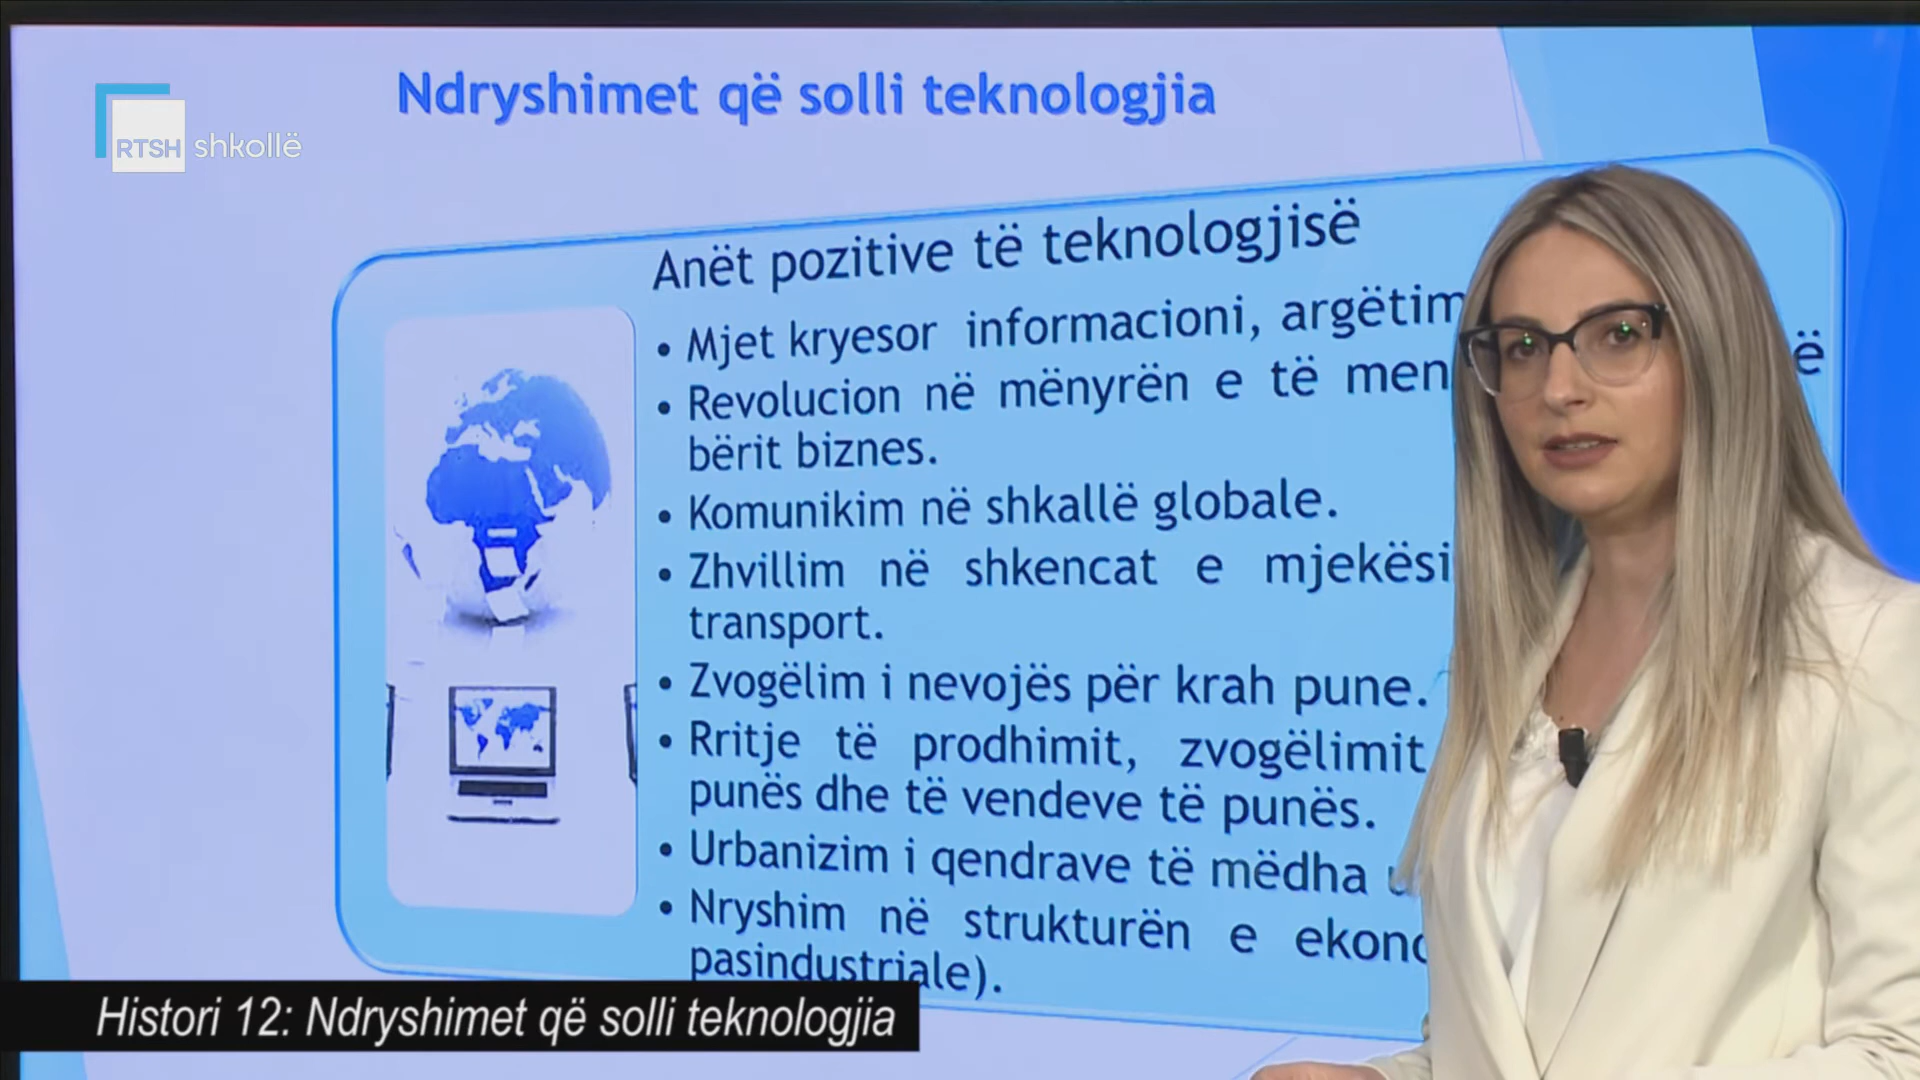 Ndryshimet që solli teknologjia
RTSH shkollë
Anët pozitive të teknologjisë
• Mjet kryesor informacioni, argëtim
• Revolucion në mënyrën e të
bërit biznes.
• Komunikim në shkallë globale.
• Zhvillim në shkencat e
transport.
• Zvogëlim i nevojës për krah pune.
• Rritje të prodhimit, zvogëlimit
punës dhe të vendeve të punës.
• Urbanizim i qendrave të mëdha
• Nryshim në strukturën e
pasindustriale).
Histori 12: Ndryshimet që solli teknologjia